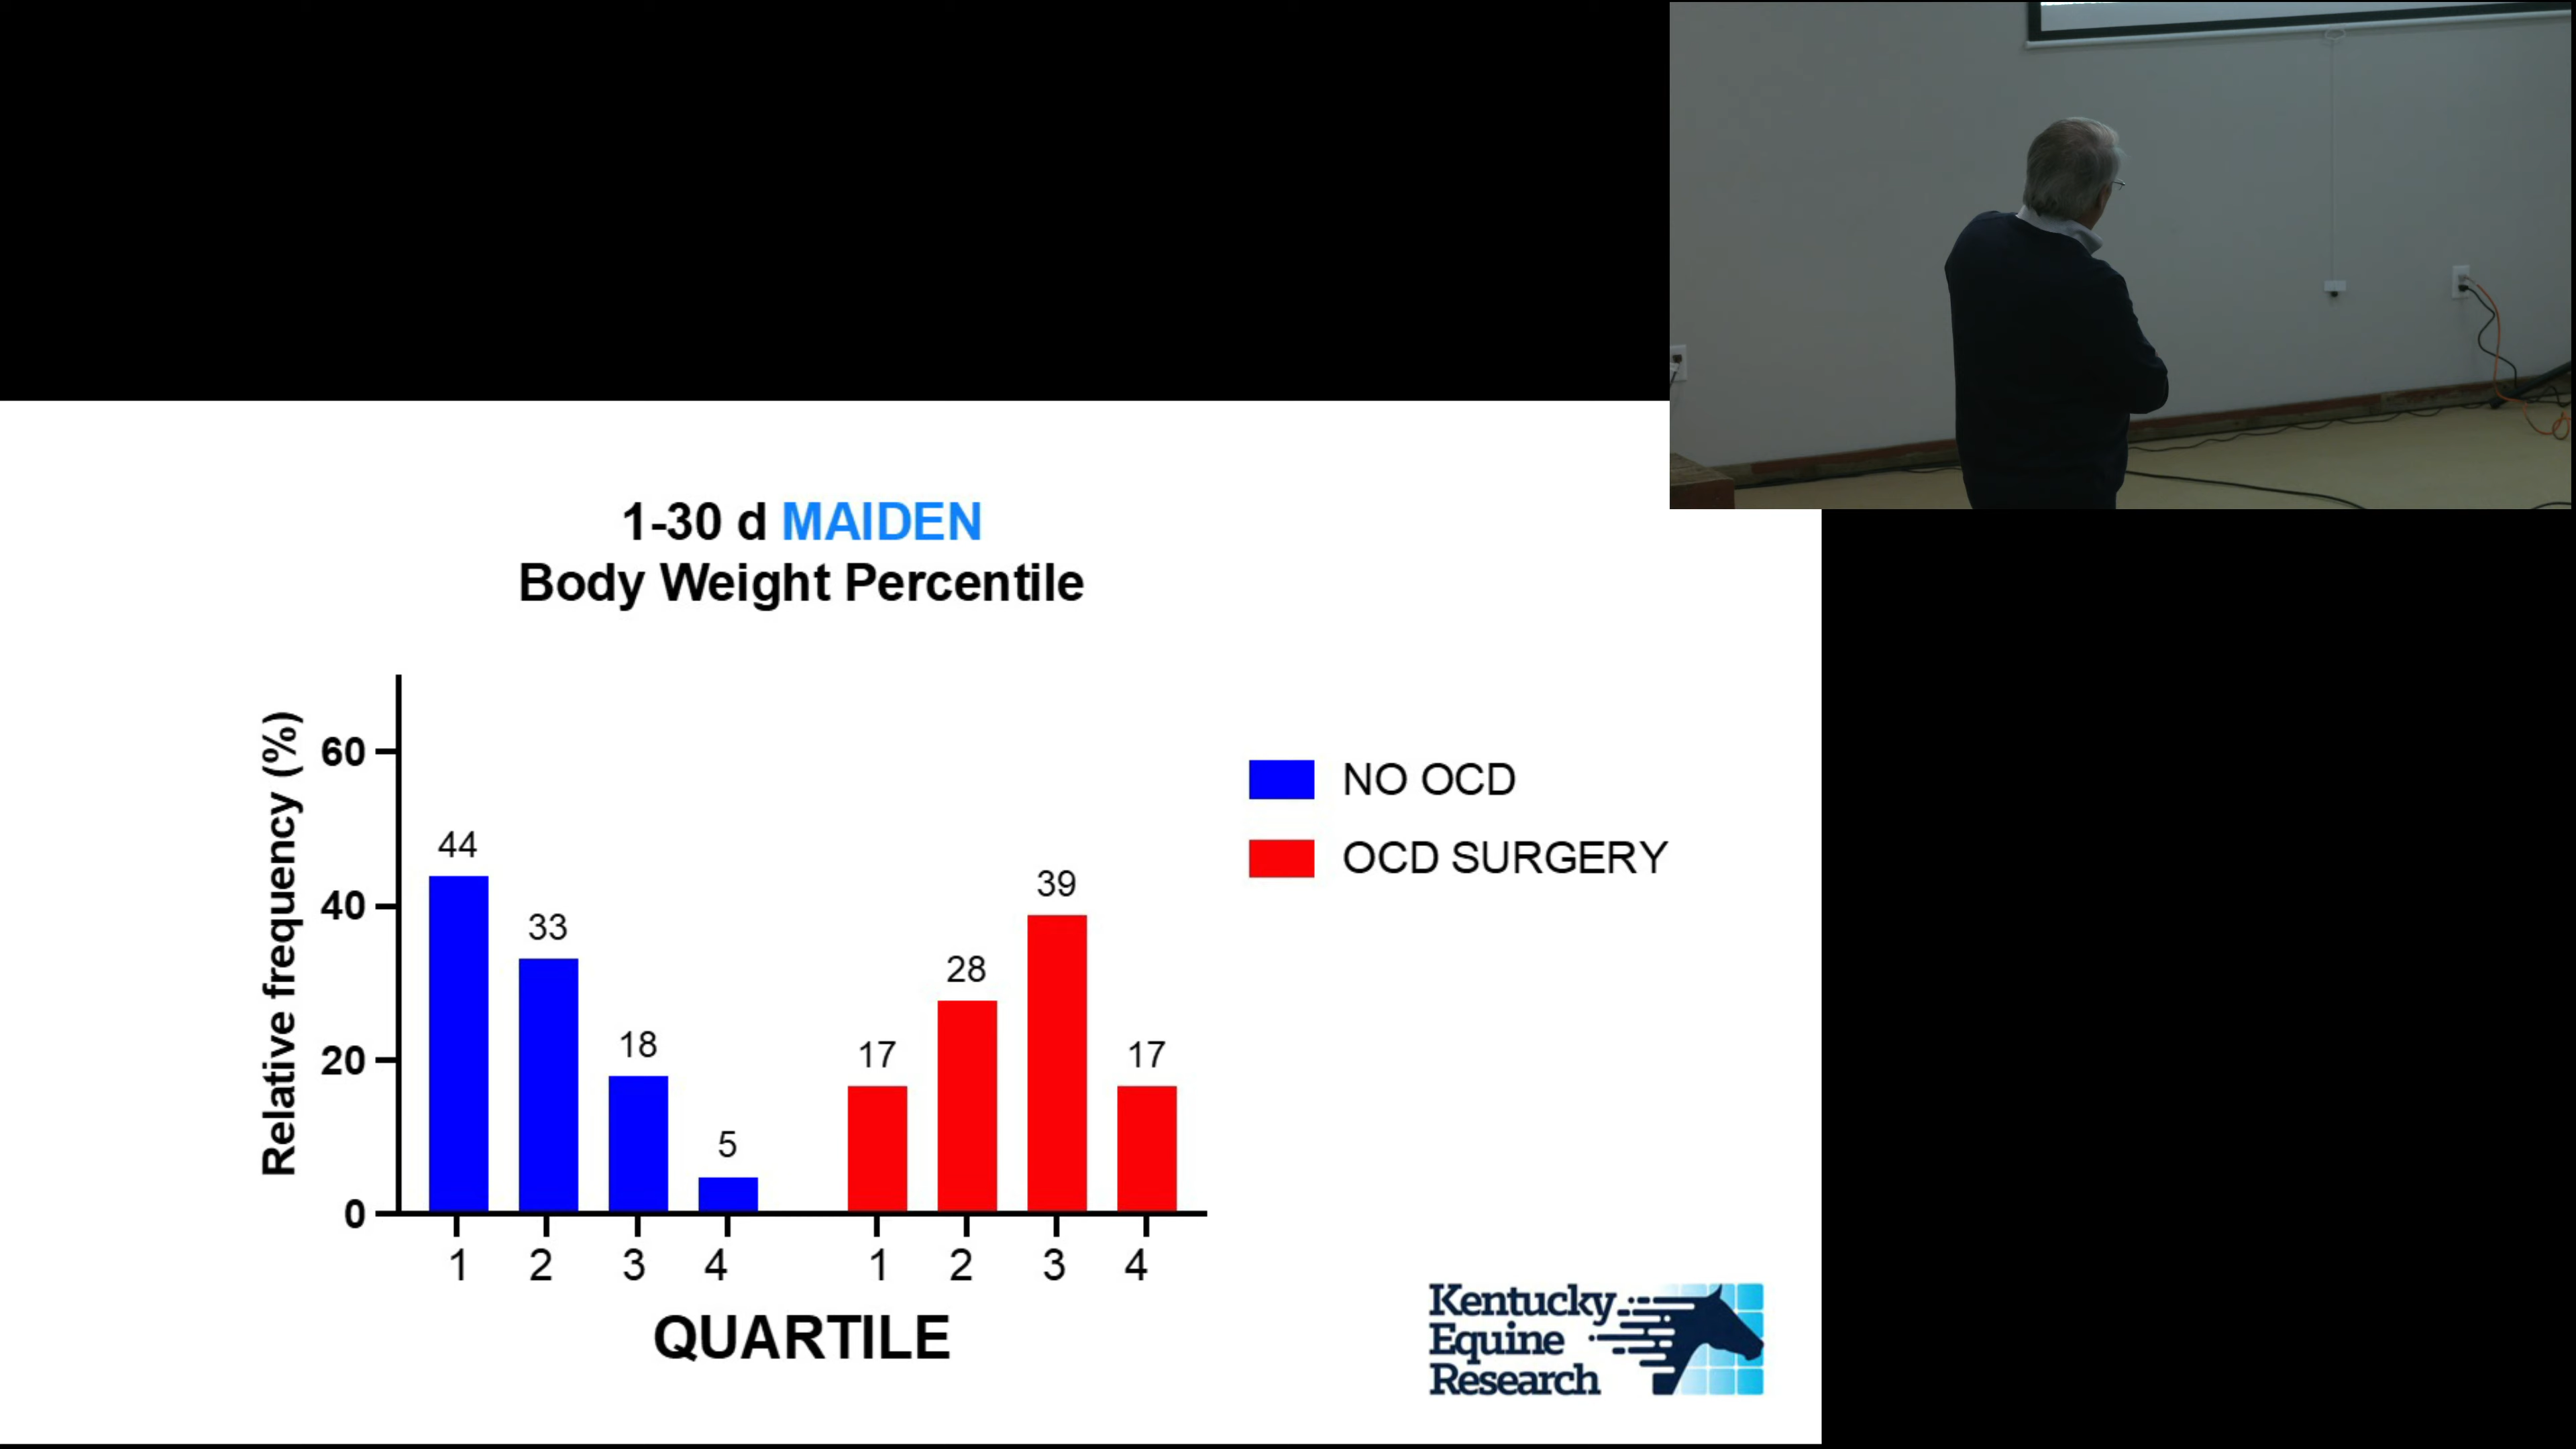 1-30 d MAIDEN
Body Weight Percentile
Relative frequency (%)
60
40
20
0
44
33
18
5
17
28
39
17
1 2 3 4 1 2 3 4
QUARTILE
NO OCD
OCD SURGERY
Kentucky
Equine
Research